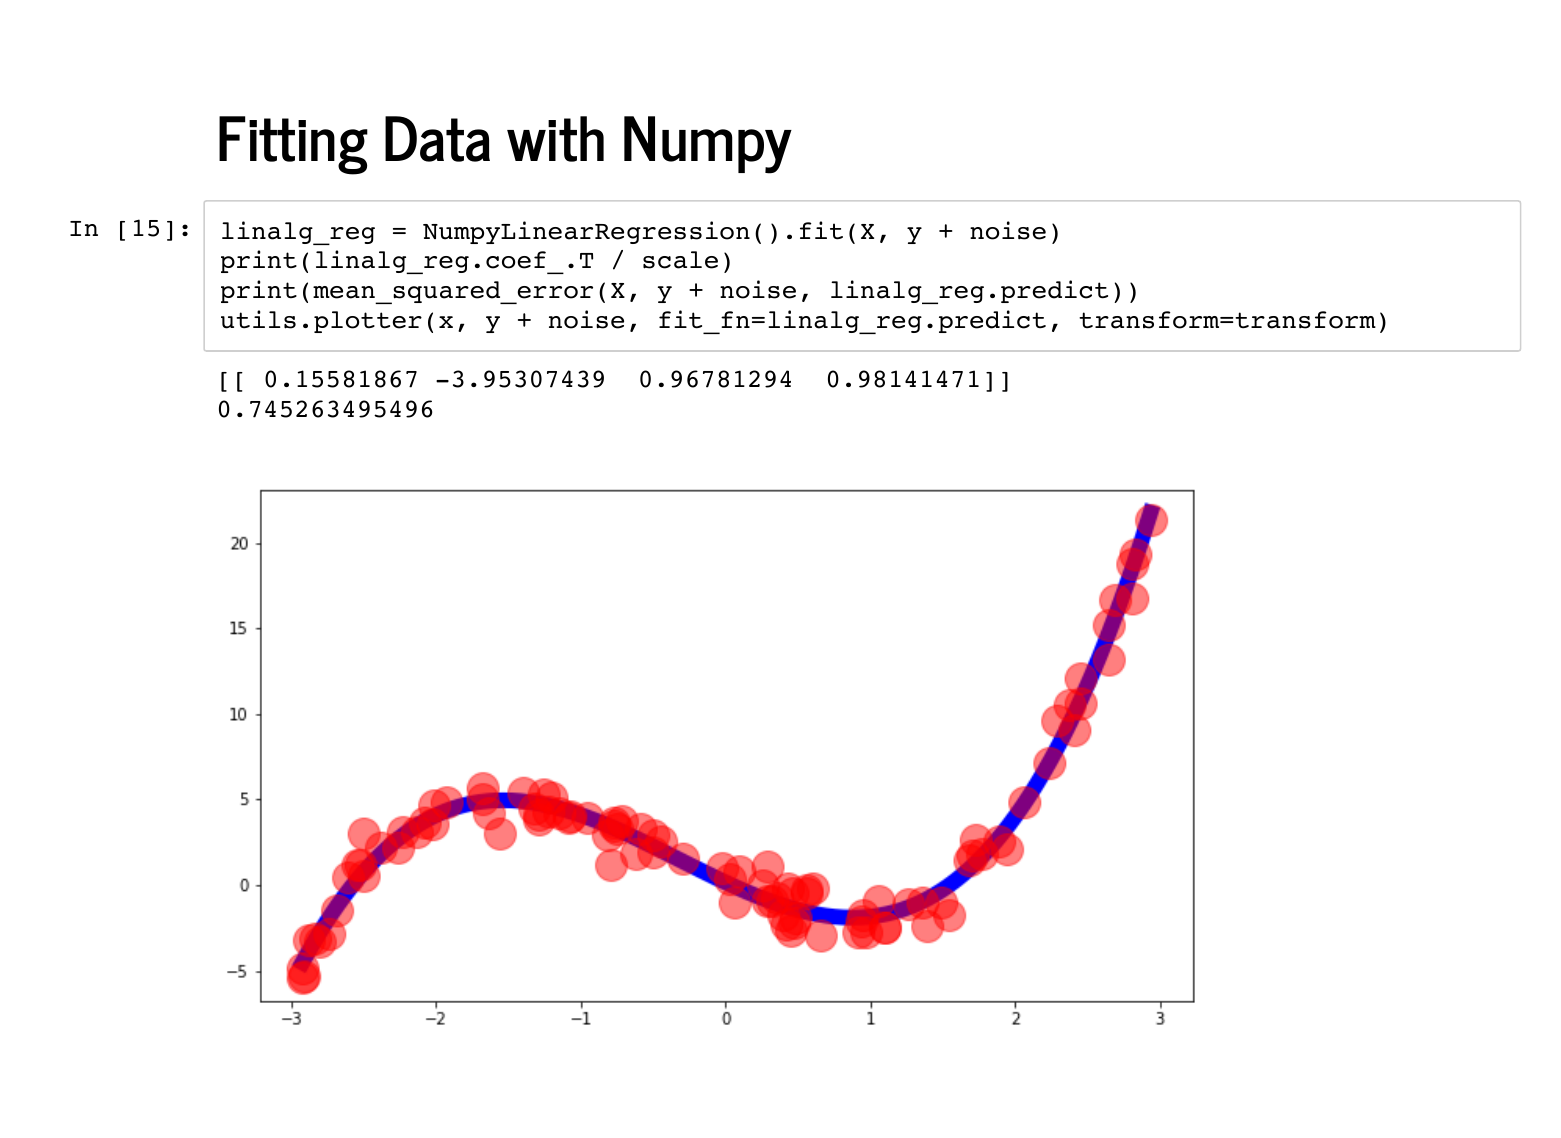 Fitting Data with Numpy
In [15]:
linalg_reg = NumpyLinearRegression().fit(X, y + noise)
print(linalg_reg.coef_.T / scale)
print(mean_squared_error(X, y + noise, linalg_reg.predict))
utils.plotter(x, y + noise, fit_fn=linalg_reg.predict, transform=transform)
[[ 0.15581867 -3.95307439  0.96781294  0.98141471]]
0.745263495496
20
15
10
5
0
−5
−3 −2 −1 0 1 2 3